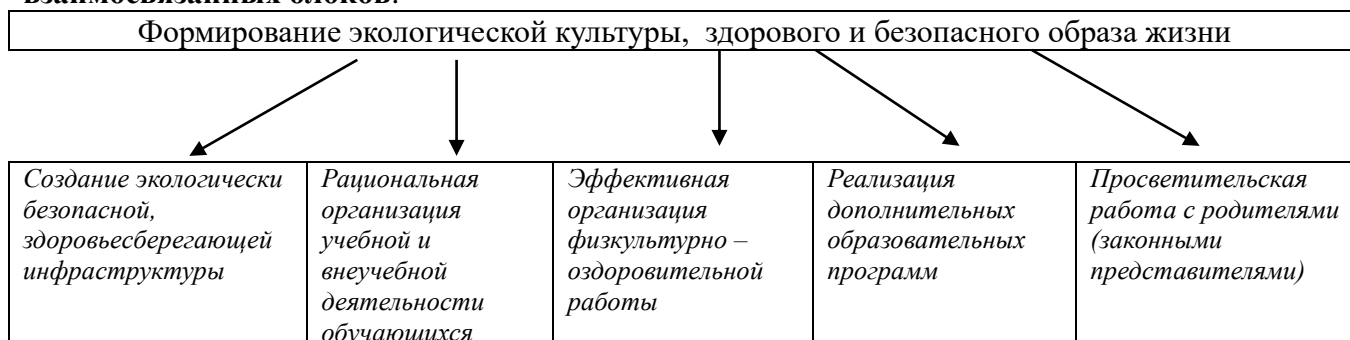 взаимосвязанных блоков:
Формирование экологической культуры, здорового и безопасного образа жизни
Создание экологически
безопасной,
здоровьесберегающей
инфраструктуры
Рациональная
организация
учебной и
внеучебной
деятельности
обучающихся
Эффективная
организация
физкультурно –
оздоровительной
работы
Реализация
дополнительных
образовательных
программ
Просветительская
работа с родителями
(законными
представителями)